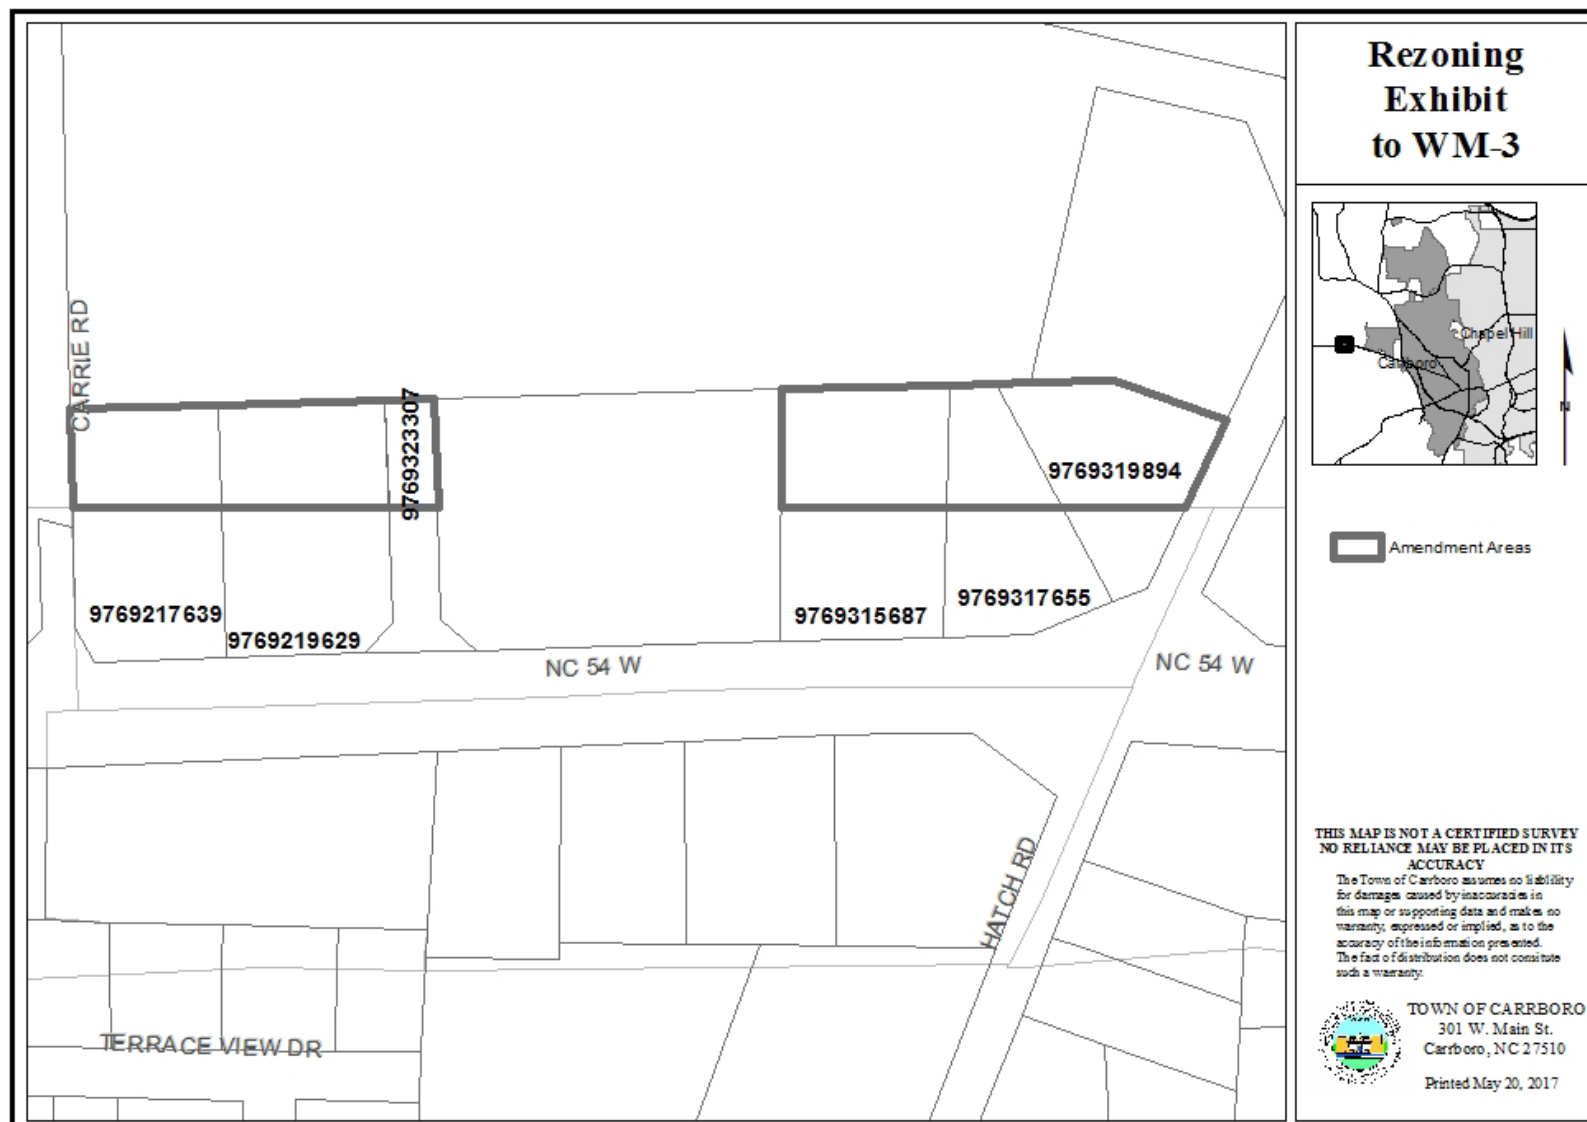 Rezoning
Exhibit
to WM-3
CARRIE RD
9769323307
9769319894
9769217639
9769219629
9769315687
9769317655
NC 54 W
NC 54 W
HATCH RD
TERRACE VIEW DR
Chapel Hill
Carrboro
N
Amendment Areas
THIS MAP IS NOT A CERTIFIED SURVEY
NO RELIANCE MAY BE PLACED IN ITS
ACCURACY
The Town of Carrboro assumes no liablility
for damages caused by inaccuracies in
this map or supporting data and makes no
warranty, expressed or implied, as to the
accuracy of the information presented.
The fact of distribution does not consitute
such a warranty.
TOWN OF CARRBORO
301 W. Main St.
Carrboro, NC 27510
Printed May 20, 2017